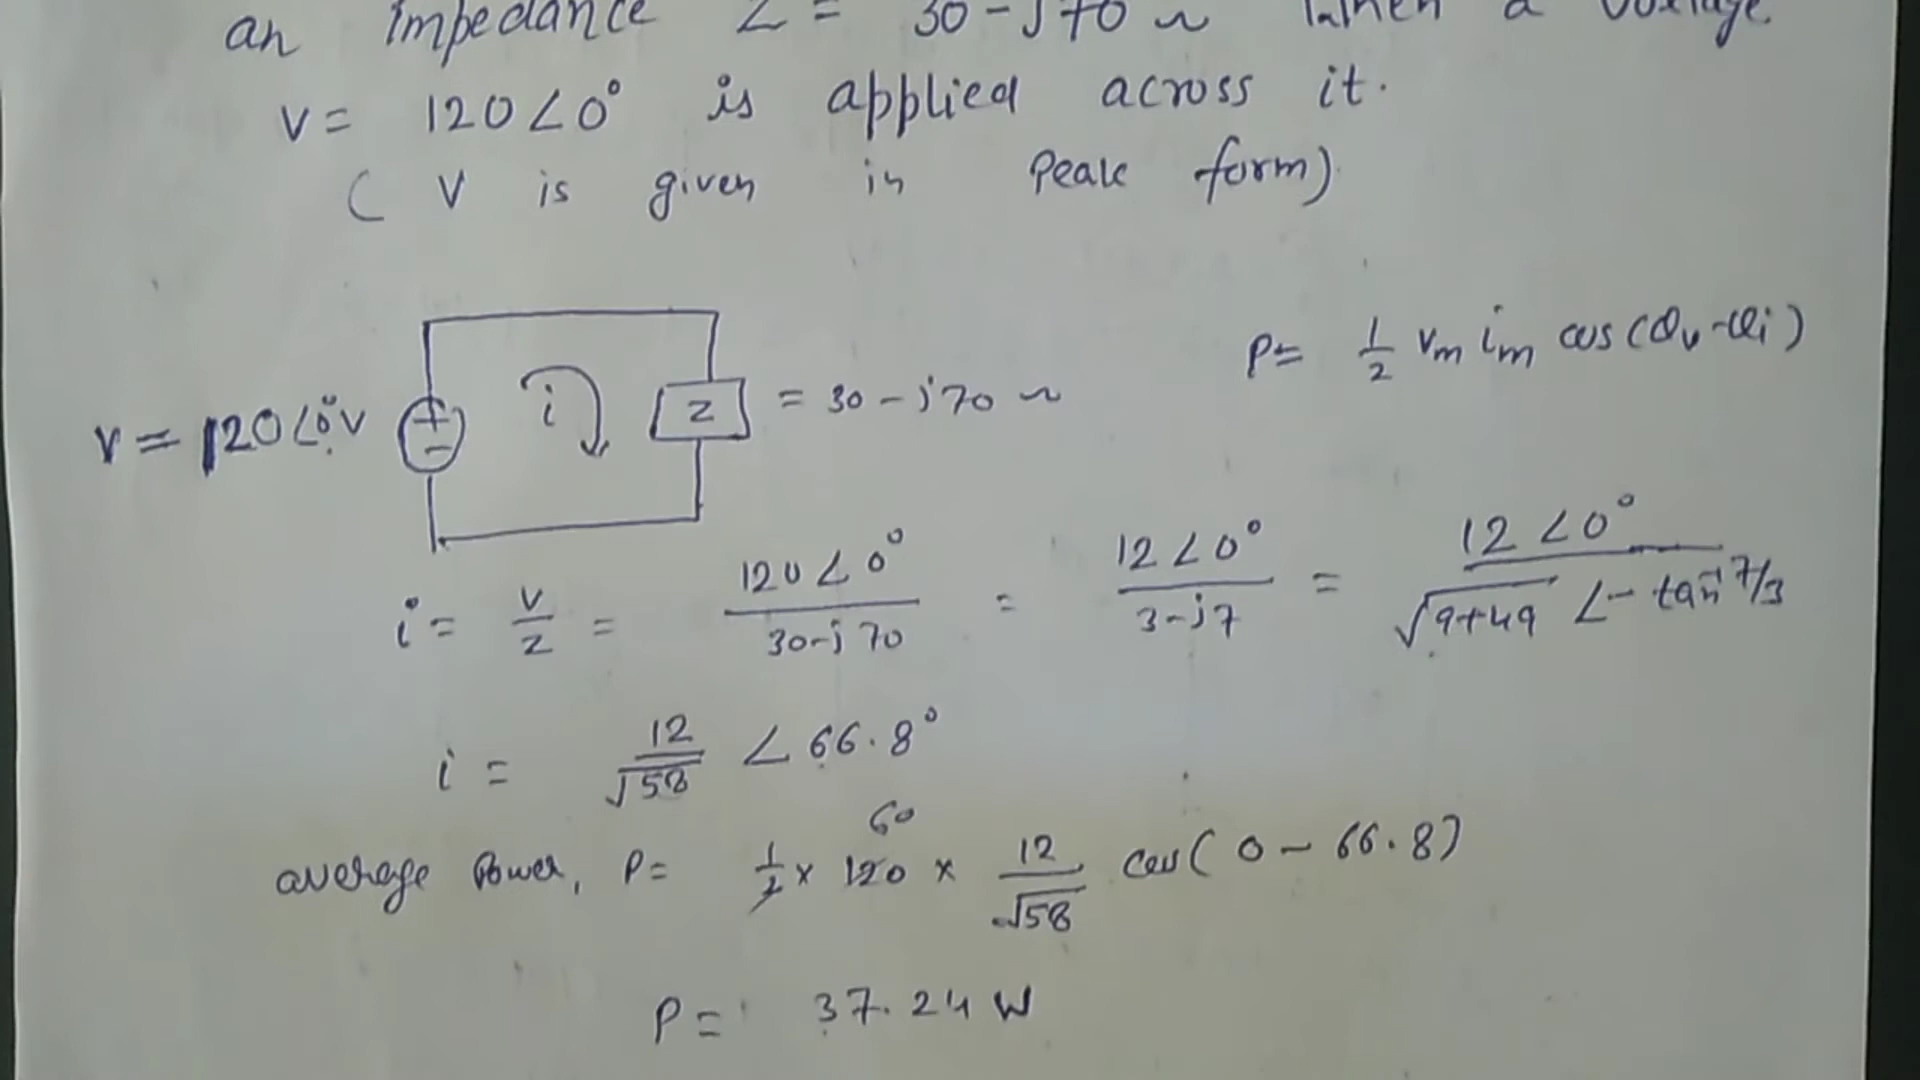 an impedance Z = 30-j70 ~ when a voltage
V= 120∠0° is applied across it.
( V is given in Peak form)
P= 1/2 Vm im cos(θv-θi)
V = 120∠0°V + - i Z = 30-j70 ~
i = V/Z = 120∠0°/30-j70 = 12∠0°/3-j7 = 12∠0°/√9+49 ∠-tan⁻¹7/3
i = 12/√58 ∠66.8°
60
average Power, P= 1/2 x 120 x 12/√58 cos(0-66.8)
P= 37.24 W